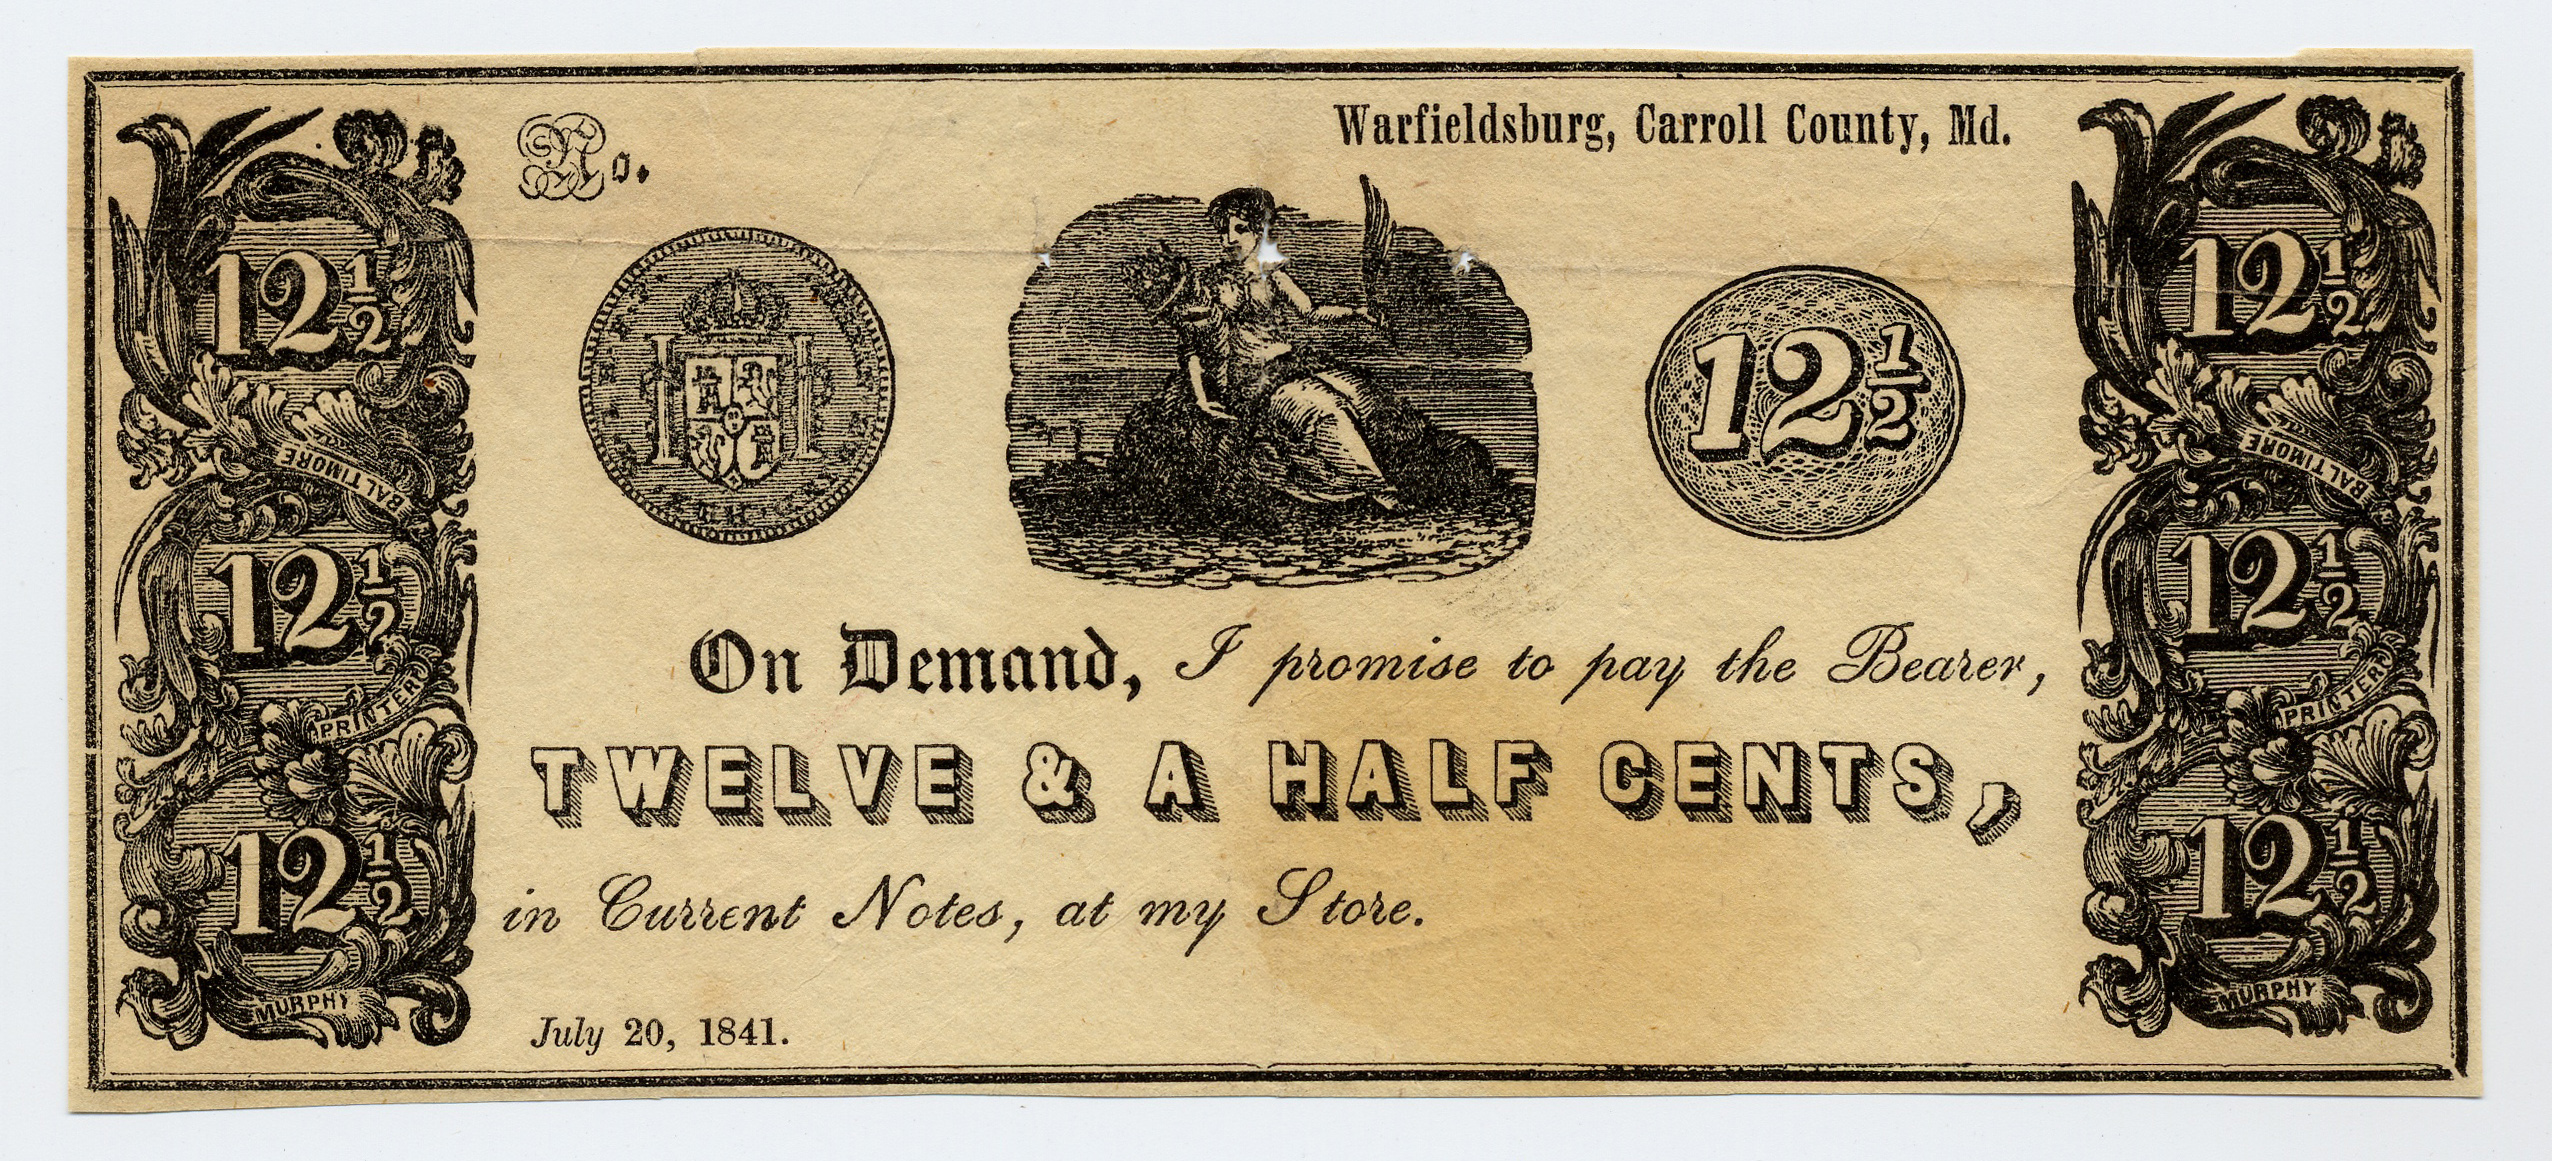 No.
Warfieldsburg, Carroll County, Md.
12½
12½
12½
12½
12½
12½
12½
BALTIMORE
BALTIMORE
On Demand, I promise to pay the Bearer,
PRINTER
PRINTER
TWELVE & A HALF CENTS,
in Current Notes, at my Store.
MURPHY
MURPHY
July 20, 1841.